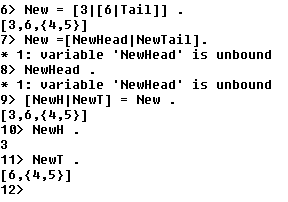 6> New = [3|[6|Tail]] .
[3,6,{4,5}]
7> New =[NewHead|NewTail].
* 1: variable 'NewHead' is unbound
8> NewHead .
* 1: variable 'NewHead' is unbound
9> [NewH|NewT] = New .
[3,6,{4,5}]
10> NewH .
3
11> NewT .
[6,{4,5}]
12>